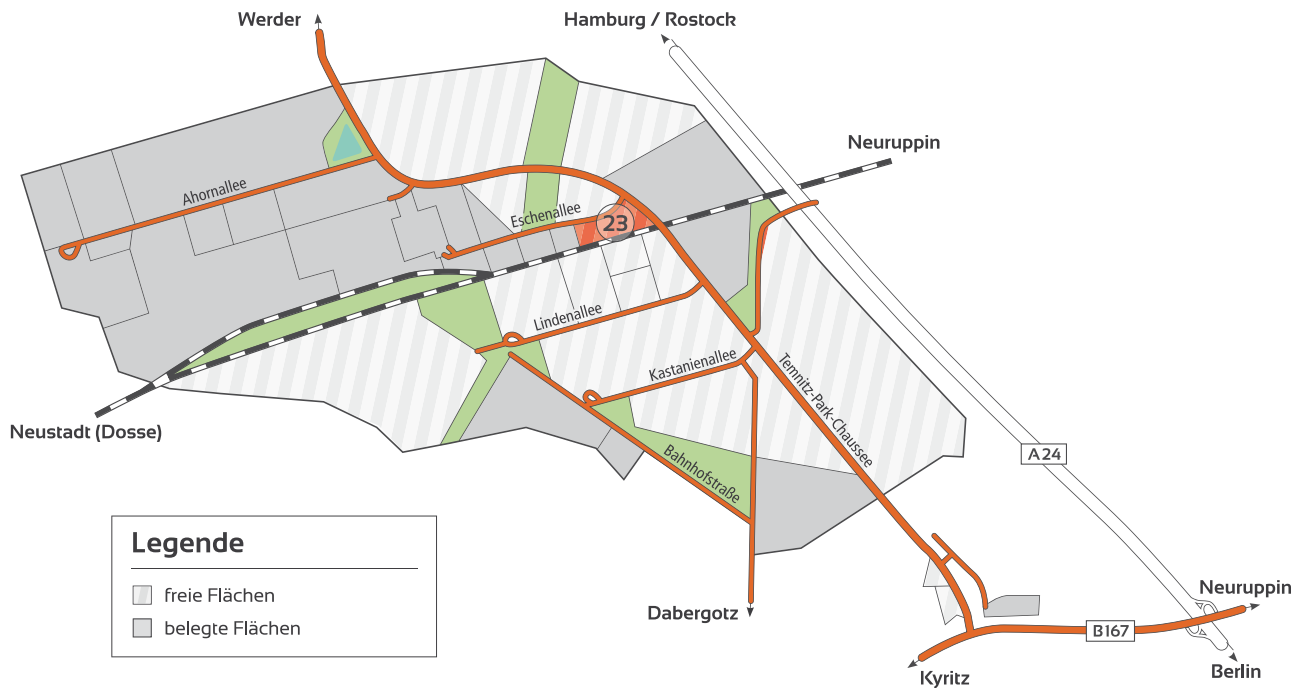 Werder
Hamburg / Rostock
Neuruppin
Ahornallee
Eschenallee
23
Lindenallee
Kastanienallee
Temnitz-Park-Chaussee
Neustadt (Dosse)
A 24
Bahnhofstraße
Legende
freie Flächen
belegte Flächen
Dabergotz
Neuruppin
B167
Kyritz
Berlin